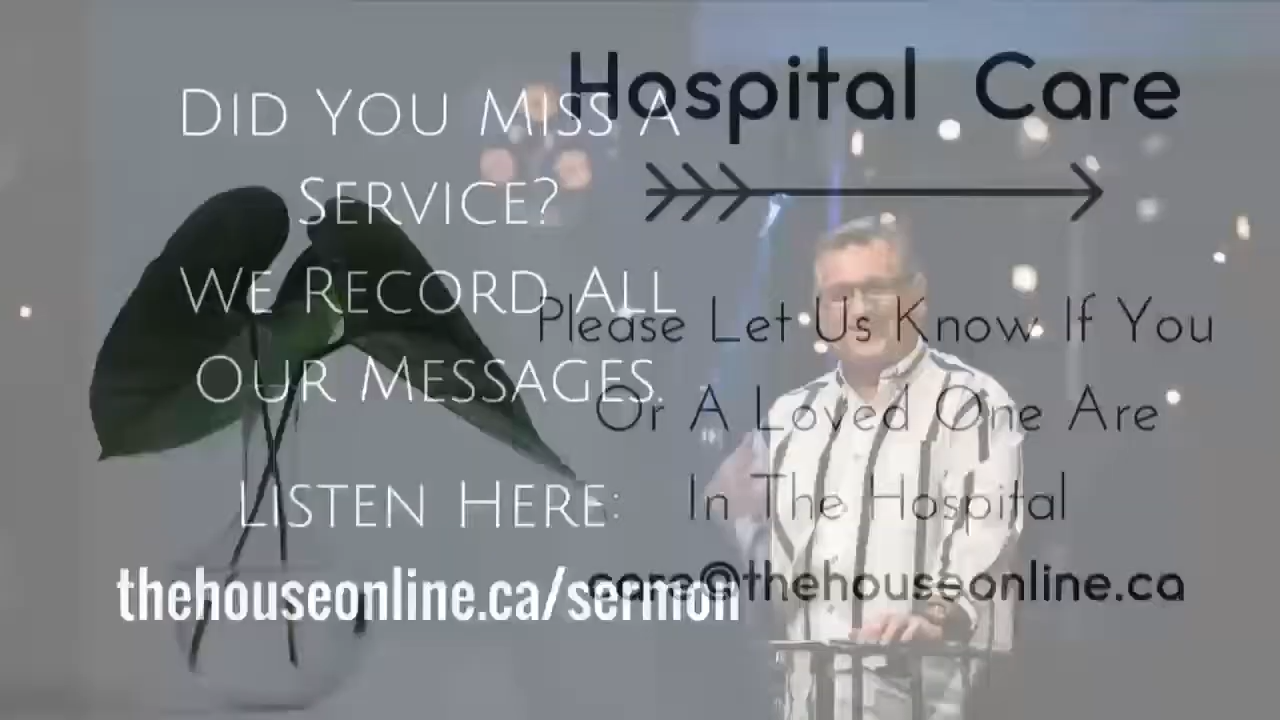 DID YOU MISS A
SERVICE?
WE RECORD ALL
OUR MESSAGES.
LISTEN HERE:
thehouseonline.ca/sermon
Hospital Care
Please Let Us Know If You
Or A Loved One Are
In The Hospital
care@thehouseonline.ca